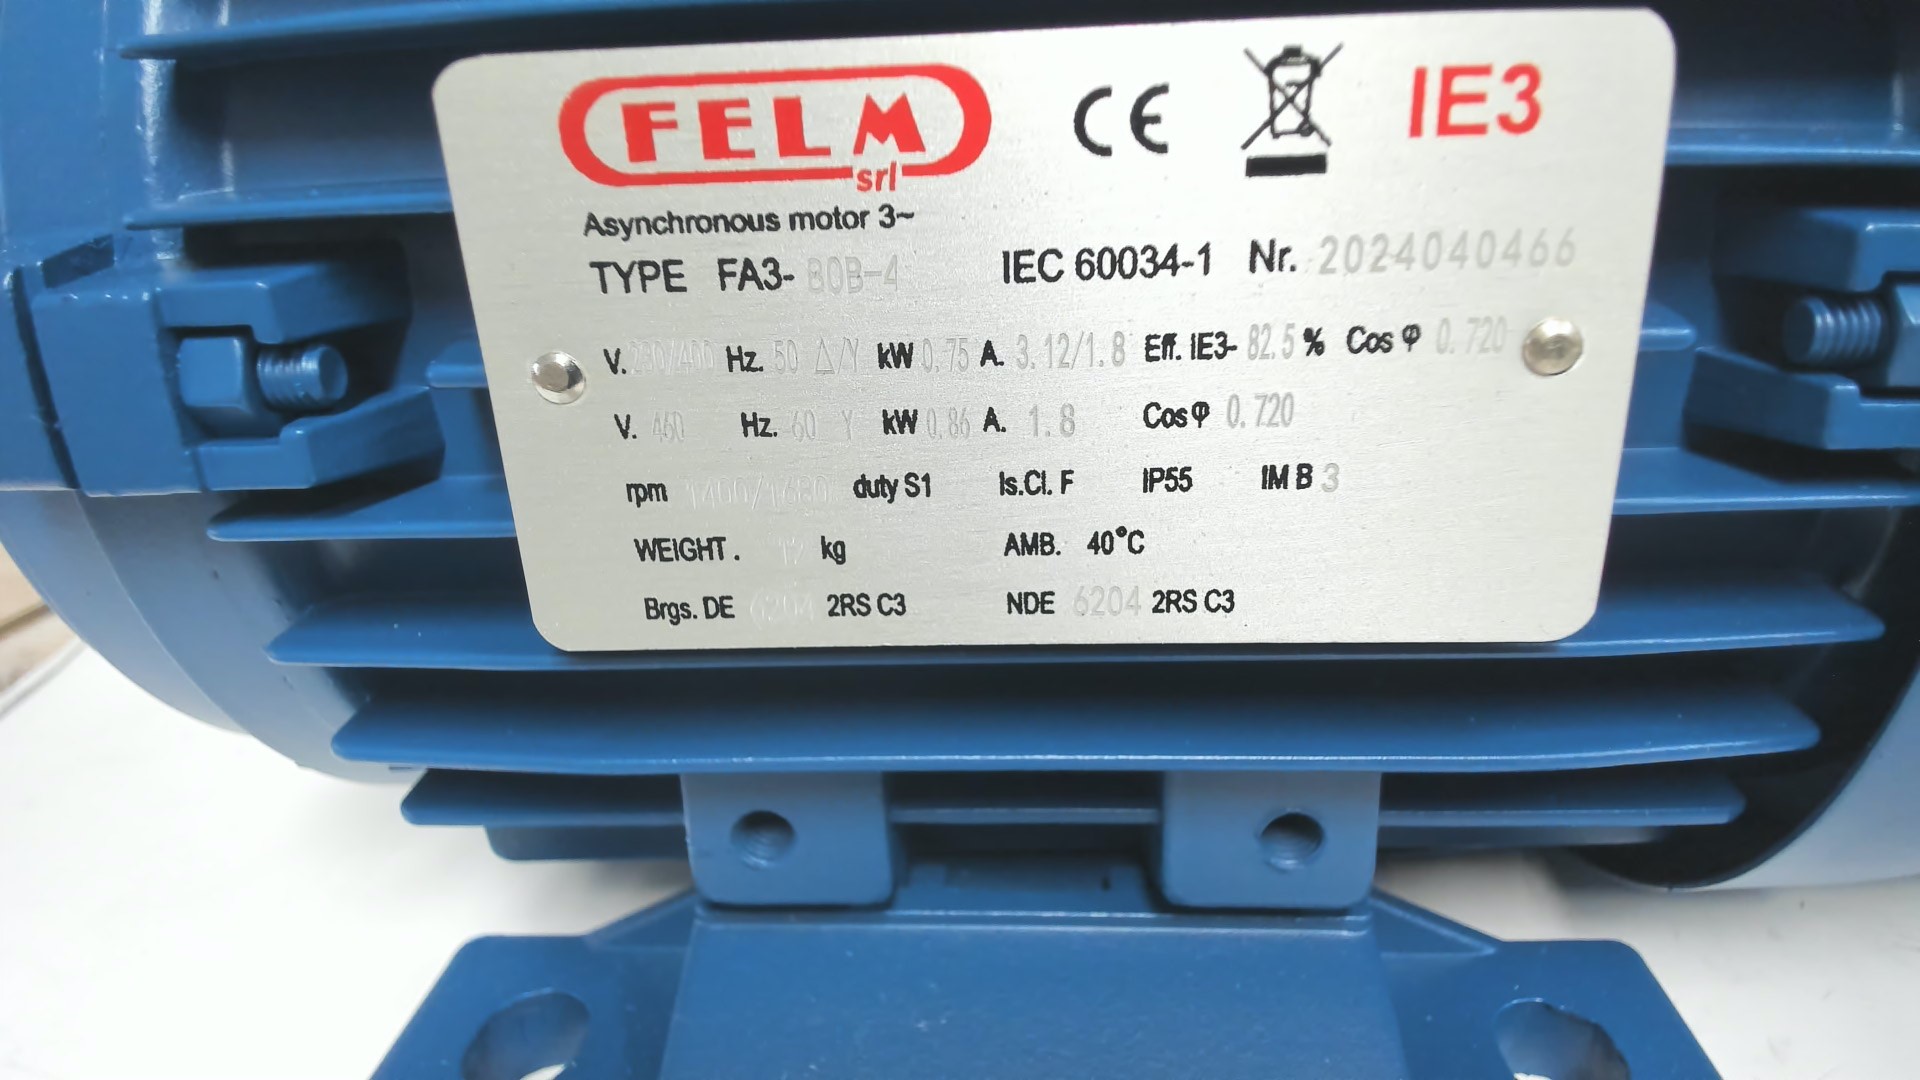 FELM
srl
CE IE3
Asynchronous motor 3~
TYPE FA3- 80B-4 IEC 60034-1 Nr. 2024040466
V. 230/400 Hz. 50 Δ/Y kW 0.75 A. 3.12/1.8 Eff. IE3- 82.5 % Cos φ 0.720
V. 460 Hz. 60 Y kW 0.86 A. 1.8 Cos φ 0.720
rpm 1400/1680 duty S1 Is.Cl. F IP55 IM B 3
WEIGHT. kg AMB. 40°C
Brgs. DE 6204 2RS C3 NDE 6204 2RS C3